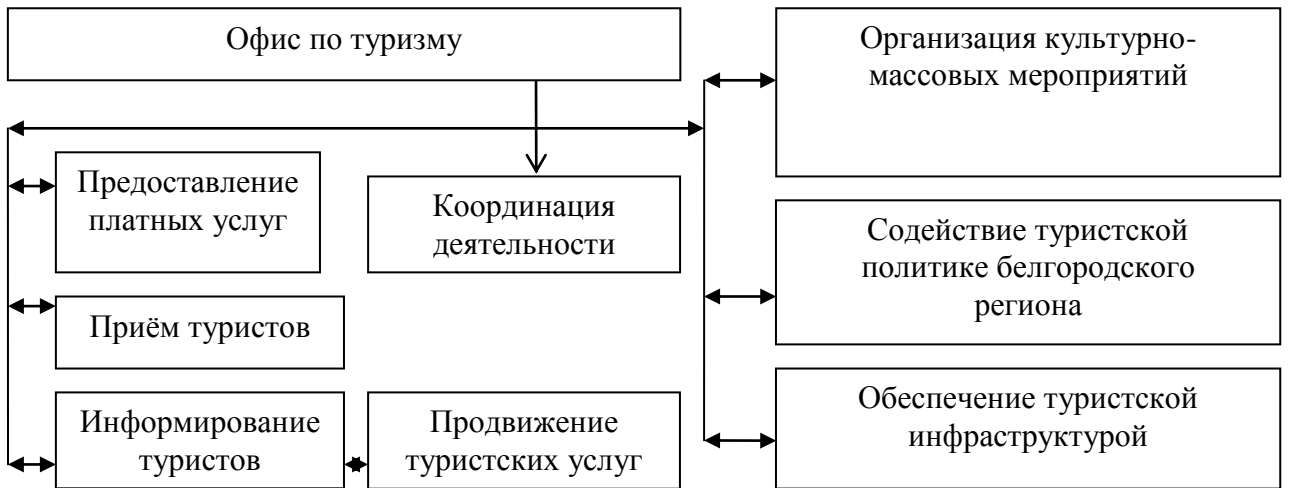 Офис по туризму
Организация культурно-
массовых мероприятий
Предоставление
платных услуг
Координация
деятельности
Содействие туристской
политике белгородского
региона
Приём туристов
Информирование
туристов
Продвижение
туристских услуг
Обеспечение туристской
инфраструктурой